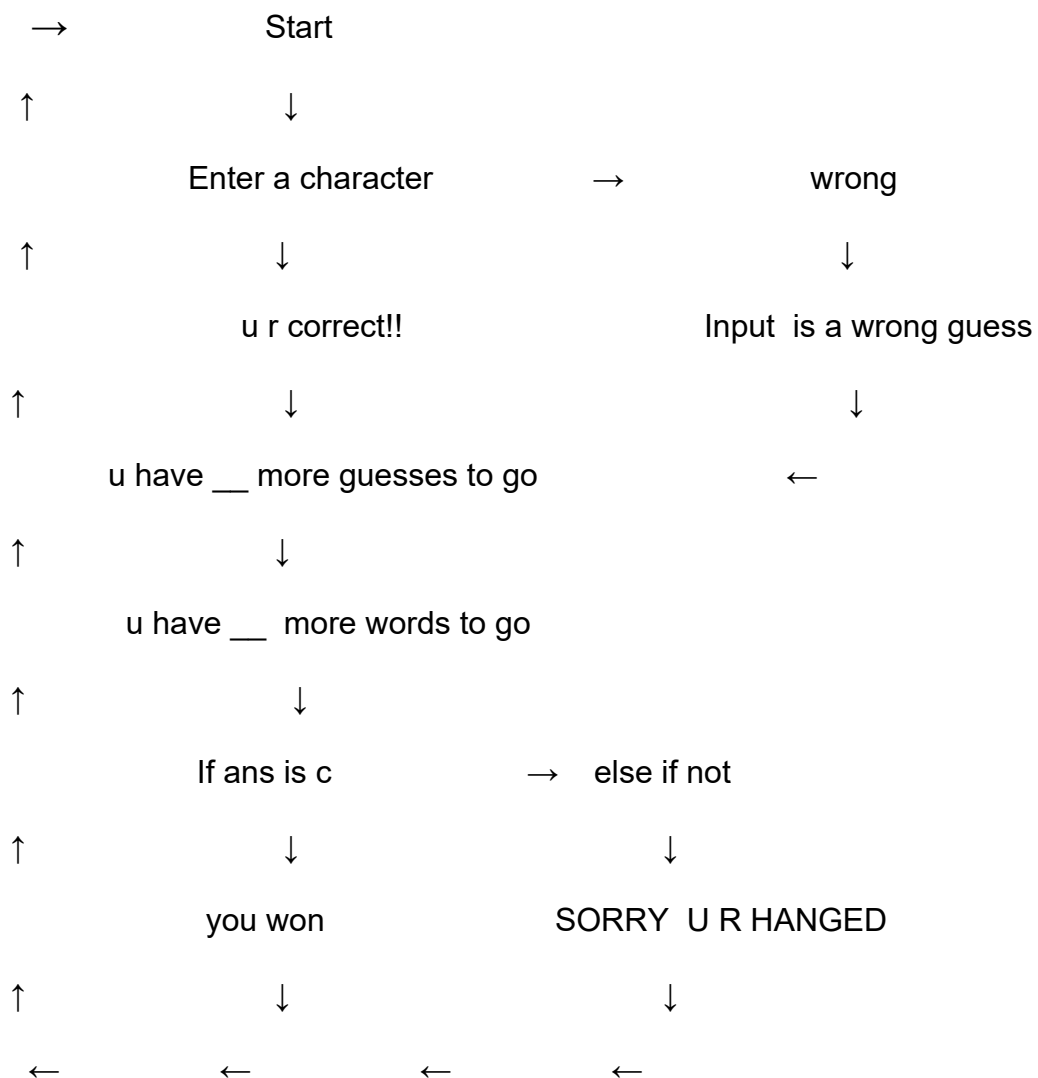 → Start
↑ ↓
Enter a character → wrong
↑ ↓ ↓
u r correct!! Input is a wrong guess
↑ ↓ ↓
u have __ more guesses to go ←
↑ ↓
u have __ more words to go
↑ ↓
If ans is c → else if not
↑ ↓ ↓
you won SORRY U R HANGED
↑ ↓ ↓
← ← ← ←